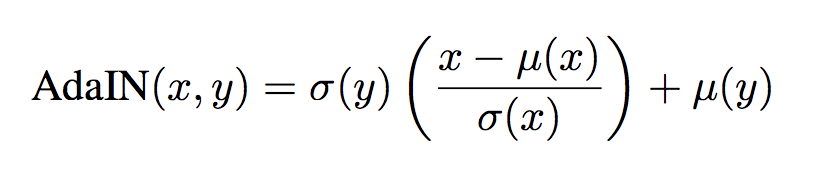 AdaIN(x, y) = σ(y) ( (x − μ(x)) / σ(x) ) + μ(y)